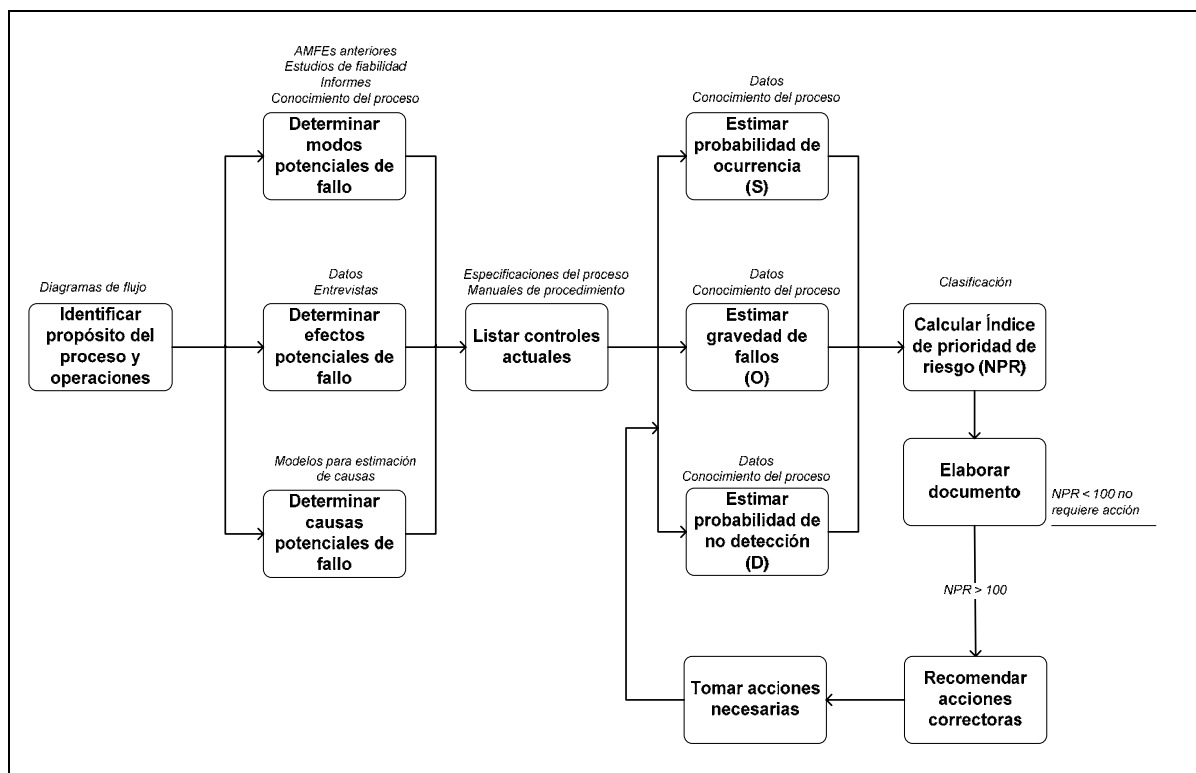 Diagramas de flujo
Identificar
propósito del
proceso y
operaciones
AMFEs anteriores
Estudios de fiabilidad
Informes
Conocimiento del proceso
Determinar
modos
potenciales de
fallo
Datos
Entrevistas
Determinar
efectos
potenciales de
fallo
Modelos para estimación
de causas
Determinar
causas
potenciales de
fallo
Especificaciones del proceso
Manuales de procedimiento
Listar controles
actuales
Datos
Conocimiento del proceso
Estimar
probabilidad de
ocurrencia
(S)
Datos
Conocimiento del proceso
Estimar
gravedad de
fallos
(O)
Datos
Conocimiento del proceso
Estimar
probabilidad de
no detección
(D)
Clasificación
Calcular Índice
de prioridad de
riesgo (NPR)
Elaborar
documento
NPR < 100 no
requiere acción
NPR > 100
Recomendar
acciones
correctoras
Tomar acciones
necesarias